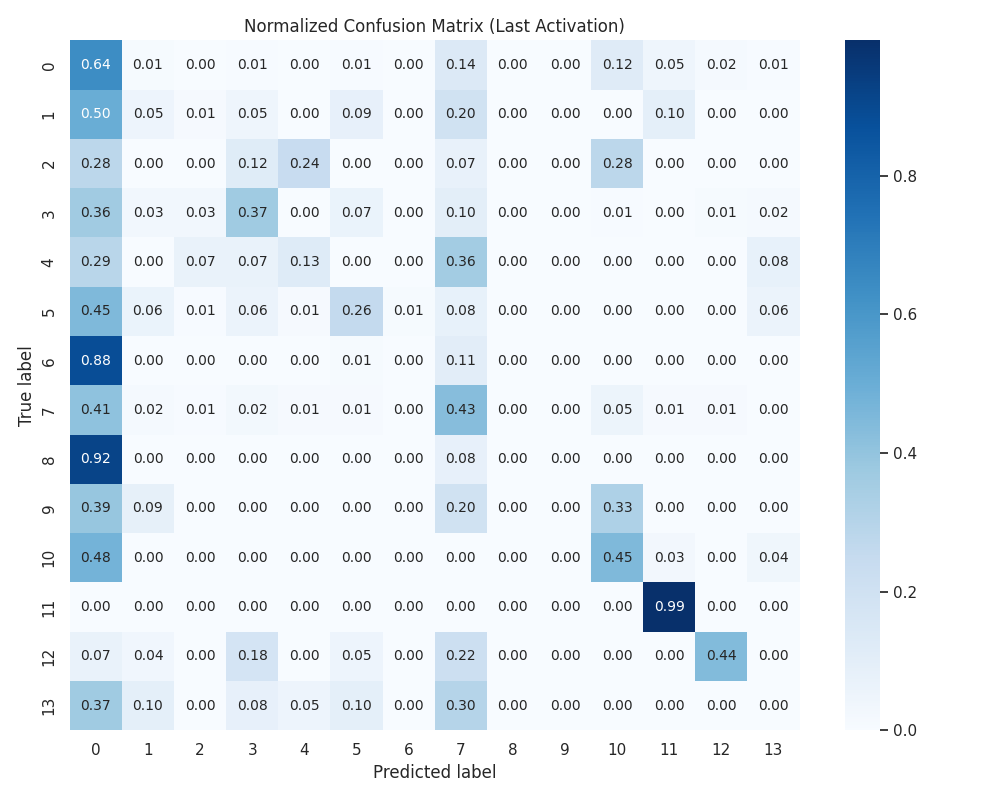 Normalized Confusion Matrix (Last Activation)
0 0.64 0.01 0.00 0.01 0.00 0.01 0.00 0.14 0.00 0.00 0.12 0.05 0.02 0.01
1 0.50 0.05 0.01 0.05 0.00 0.09 0.00 0.20 0.00 0.00 0.00 0.10 0.00 0.00
2 0.28 0.00 0.00 0.12 0.24 0.00 0.00 0.07 0.00 0.00 0.28 0.00 0.00 0.00
3 0.36 0.03 0.03 0.37 0.00 0.07 0.00 0.10 0.00 0.00 0.01 0.00 0.01 0.02
4 0.29 0.00 0.07 0.07 0.13 0.00 0.00 0.36 0.00 0.00 0.00 0.00 0.00 0.08
5 0.45 0.06 0.01 0.06 0.01 0.26 0.01 0.08 0.00 0.00 0.00 0.00 0.00 0.06
6 0.88 0.00 0.00 0.00 0.00 0.01 0.00 0.11 0.00 0.00 0.00 0.00 0.00 0.00
7 0.41 0.02 0.01 0.02 0.01 0.01 0.00 0.43 0.00 0.00 0.05 0.01 0.01 0.00
8 0.92 0.00 0.00 0.00 0.00 0.00 0.00 0.08 0.00 0.00 0.00 0.00 0.00 0.00
9 0.39 0.09 0.00 0.00 0.00 0.00 0.00 0.20 0.00 0.00 0.33 0.00 0.00 0.00
10 0.48 0.00 0.00 0.00 0.00 0.00 0.00 0.00 0.00 0.00 0.45 0.03 0.00 0.04
11 0.00 0.00 0.00 0.00 0.00 0.00 0.00 0.00 0.00 0.00 0.00 0.99 0.00 0.00
12 0.07 0.04 0.00 0.18 0.00 0.05 0.00 0.22 0.00 0.00 0.00 0.00 0.44 0.00
13 0.37 0.10 0.00 0.08 0.05 0.10 0.00 0.30 0.00 0.00 0.00 0.00 0.00 0.00
0 1 2 3 4 5 6 7 8 9 10 11 12 13
Predicted label
True label
0.8
0.6
0.4
0.2
0.0